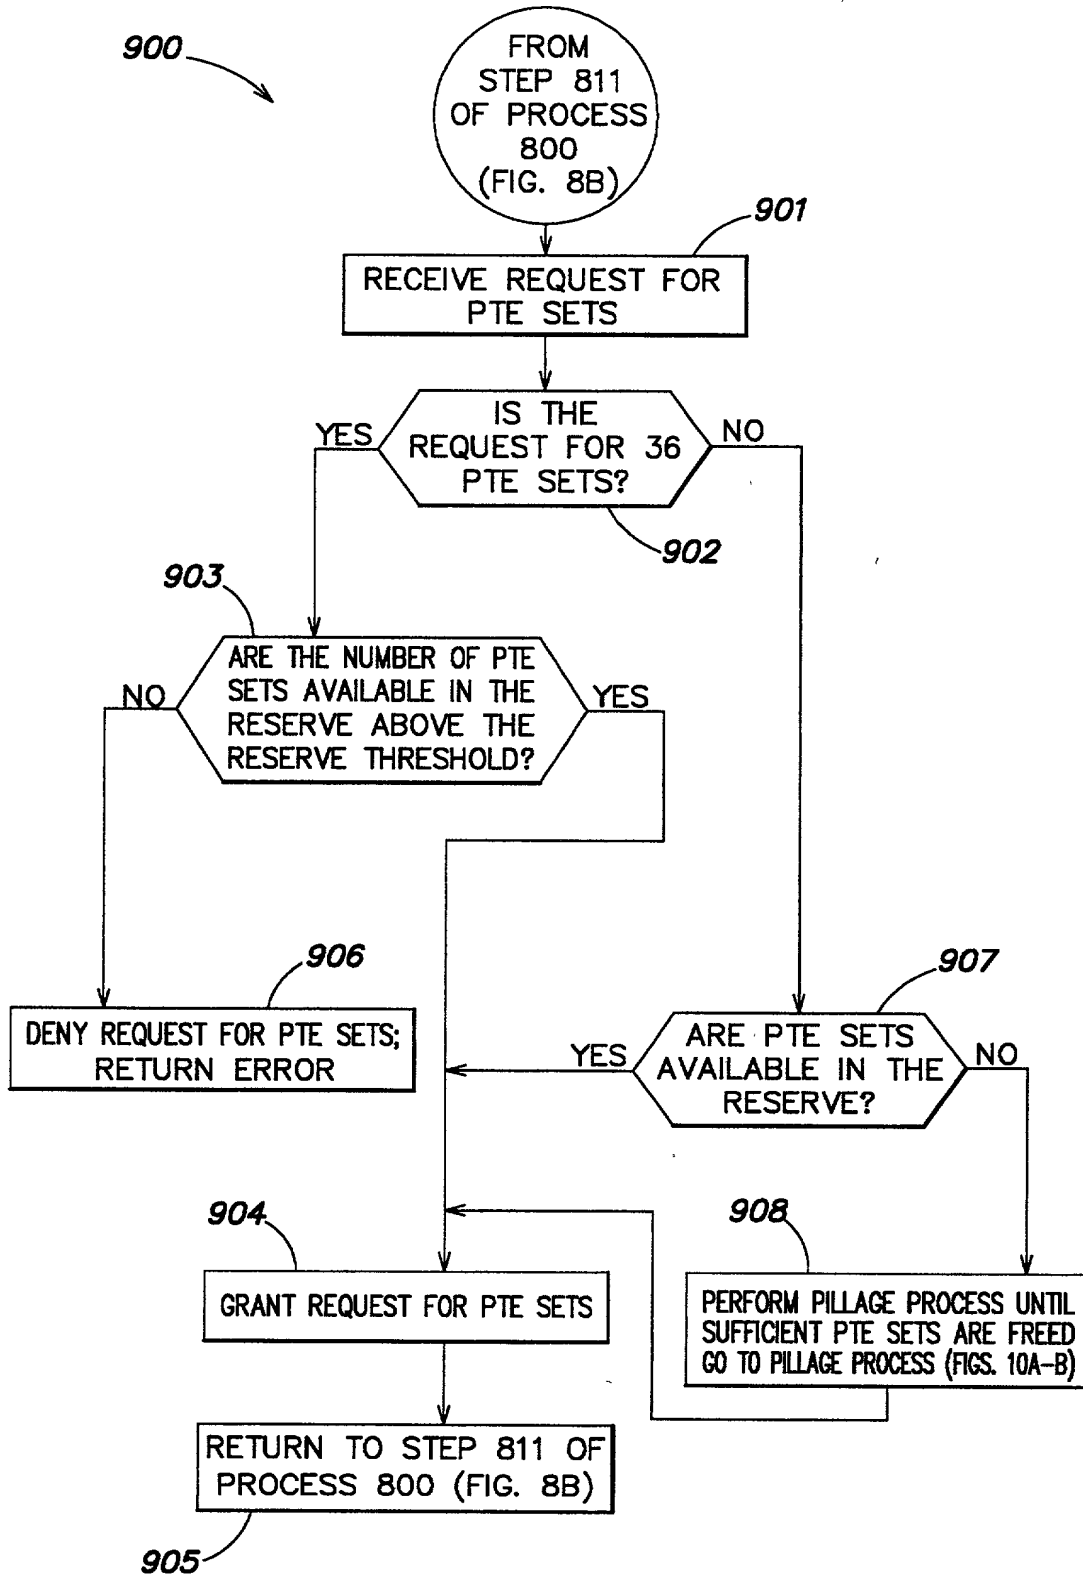 900
FROM
STEP 811
OF PROCESS
800
(FIG. 8B)
901
RECEIVE REQUEST FOR
PTE SETS
IS THE
REQUEST FOR 36
PTE SETS?
YES
NO
902
903
ARE THE NUMBER OF PTE
SETS AVAILABLE IN THE
RESERVE ABOVE THE
RESERVE THRESHOLD?
NO
YES
906
DENY REQUEST FOR PTE SETS;
RETURN ERROR
907
ARE PTE SETS
AVAILABLE IN THE
RESERVE?
YES
NO
904
GRANT REQUEST FOR PTE SETS
908
PERFORM PILLAGE PROCESS UNTIL
SUFFICIENT PTE SETS ARE FREED
GO TO PILLAGE PROCESS (FIGS. 10A-B)
RETURN TO STEP 811 OF
PROCESS 800 (FIG. 8B)
905